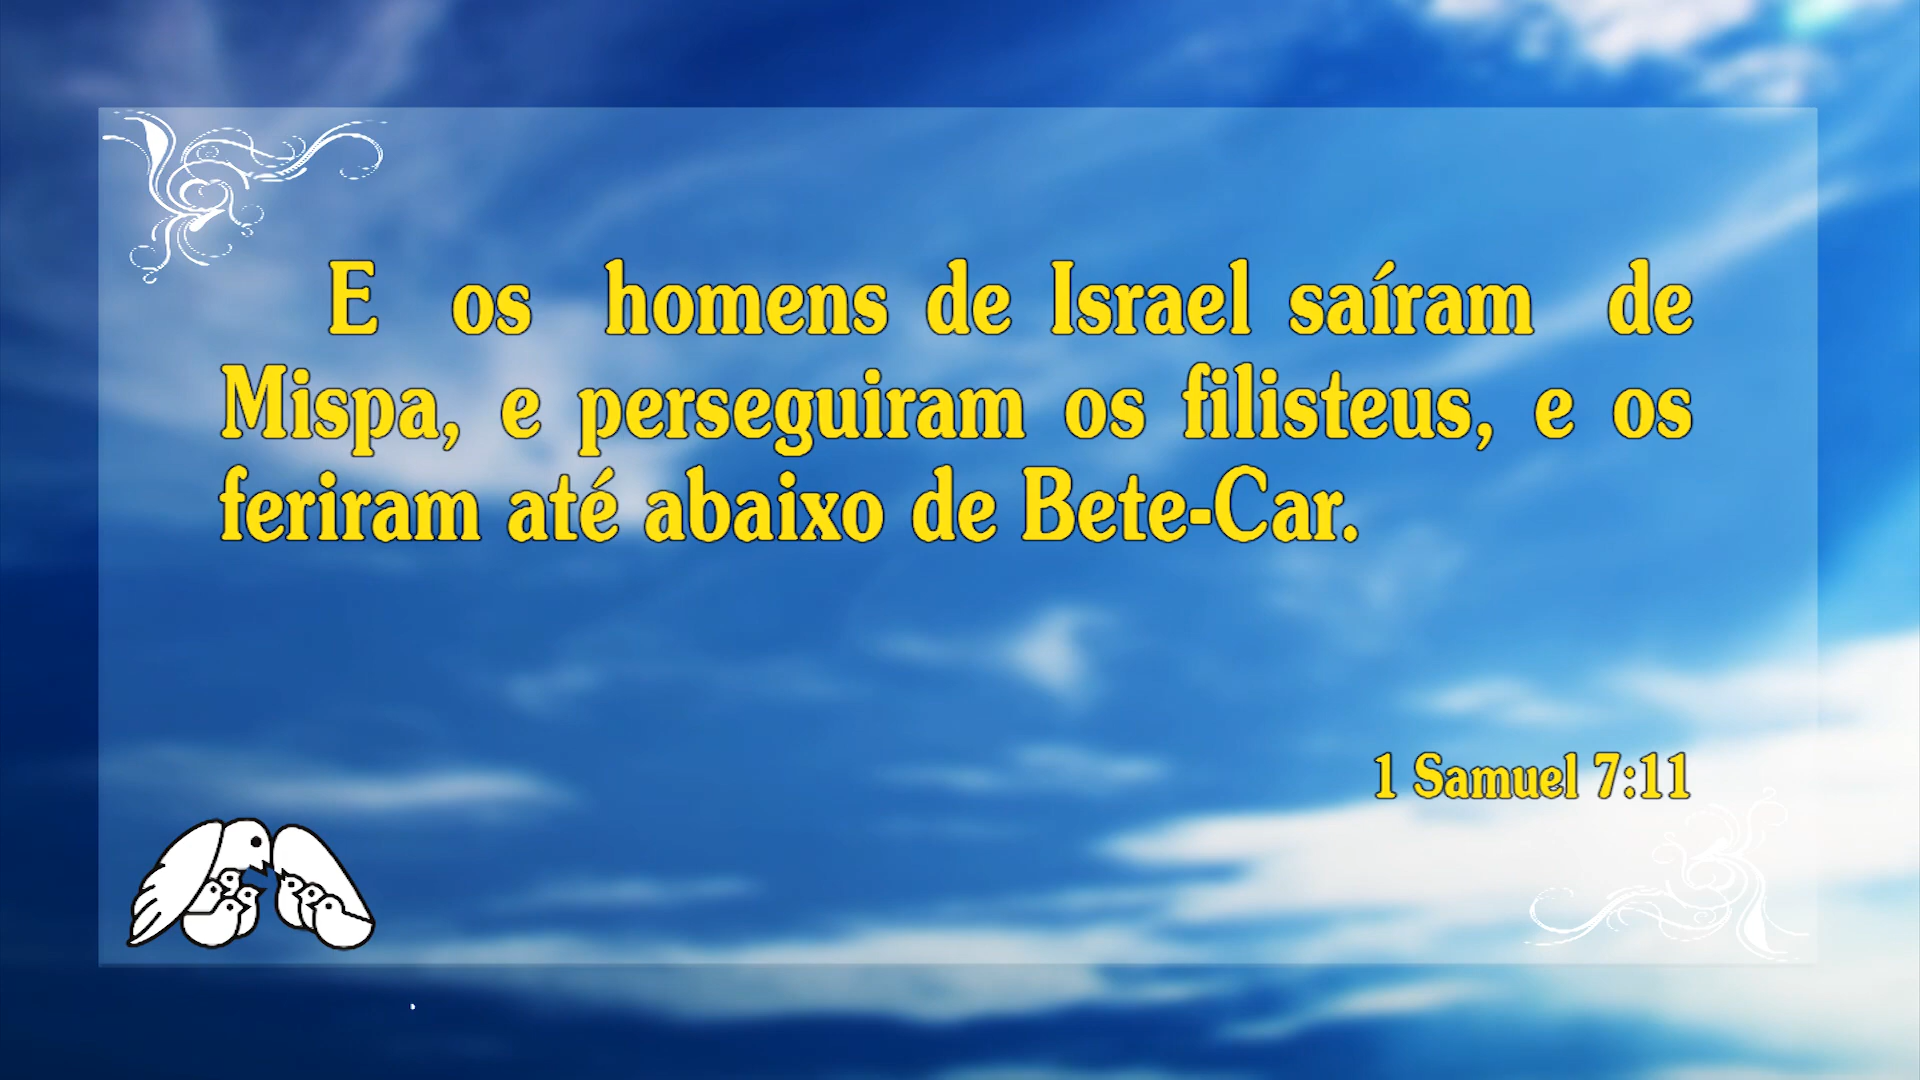 E os homens de Israel saíram de
Mispa, e perseguiram os filisteus, e os
feriram até abaixo de Bete-Car.
1 Samuel 7:11